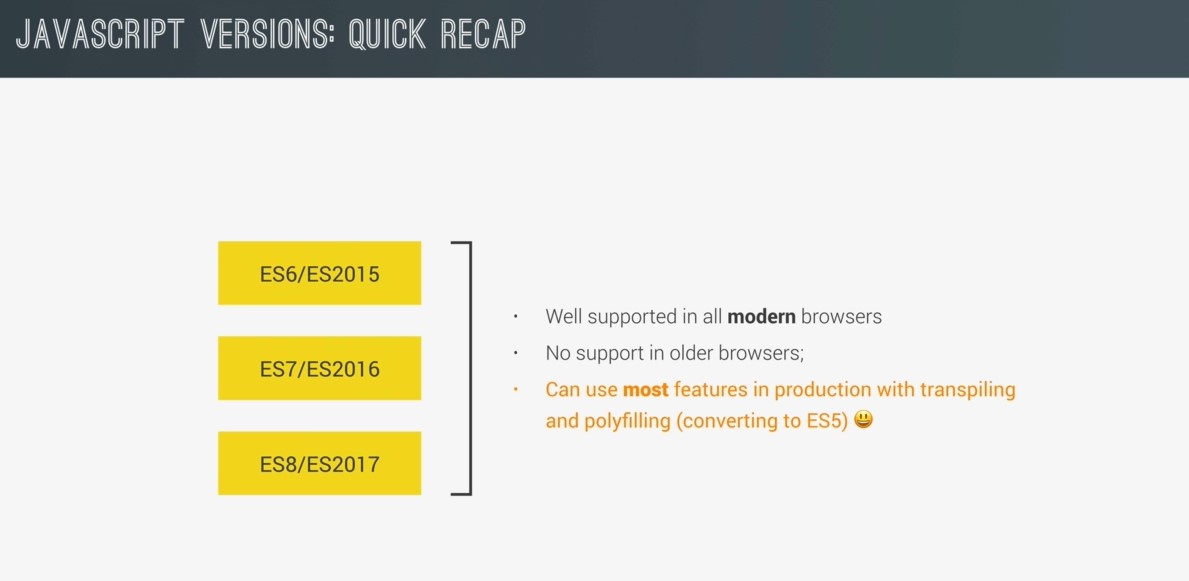 JAVASCRIPT VERSIONS: QUICK RECAP
ES6/ES2015
ES7/ES2016
ES8/ES2017
• Well supported in all modern browsers
• No support in older browsers;
• Can use most features in production with transpiling
and polyfilling (converting to ES5) 😃